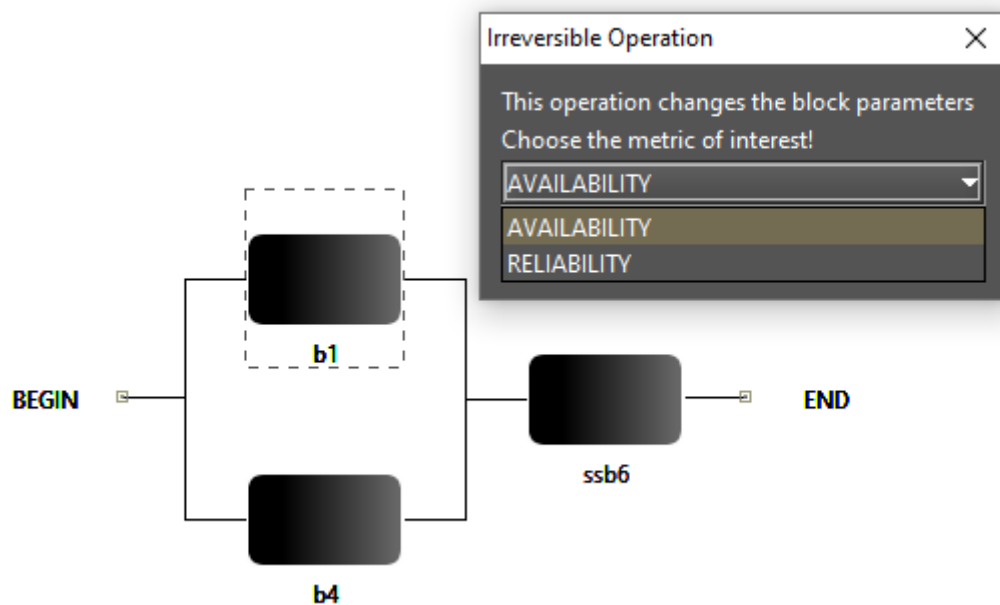 Irreversible Operation
This operation changes the block parameters
Choose the metric of interest!
AVAILABILITY
AVAILABILITY
RELIABILITY
b1
BEGIN
END
ssb6
b4